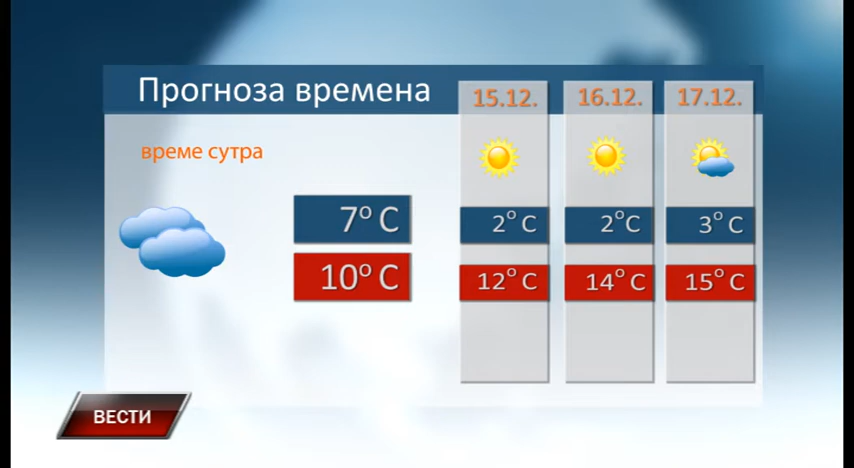 Прогноза времена
15.12. 16.12. 17.12.
време сутра
7° C 2° C 2°C 3° C
10° C 12° C 14° C 15° C
ВЕСТИ